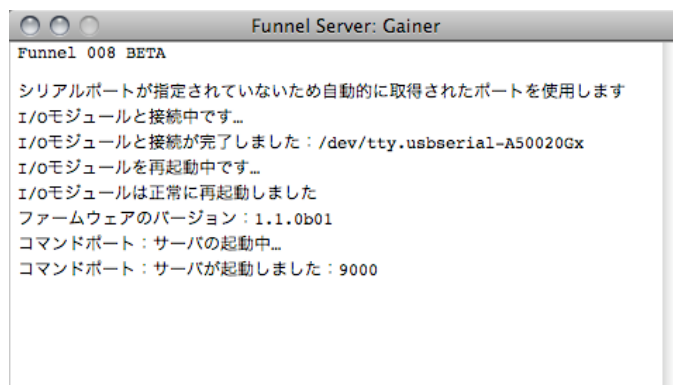 Funnel Server: Gainer
Funnel 008 BETA
シリアルポートが指定されていないため自動的に取得されたポートを使用します
I/Oモジュールと接続中です…
I/Oモジュールと接続が完了しました：/dev/tty.usbserial-A50020Gx
I/Oモジュールを再起動中です…
I/Oモジュールは正常に再起動しました
ファームウェアのバージョン：1.1.0b01
コマンドポート：サーバの起動中…
コマンドポート：サーバが起動しました：9000